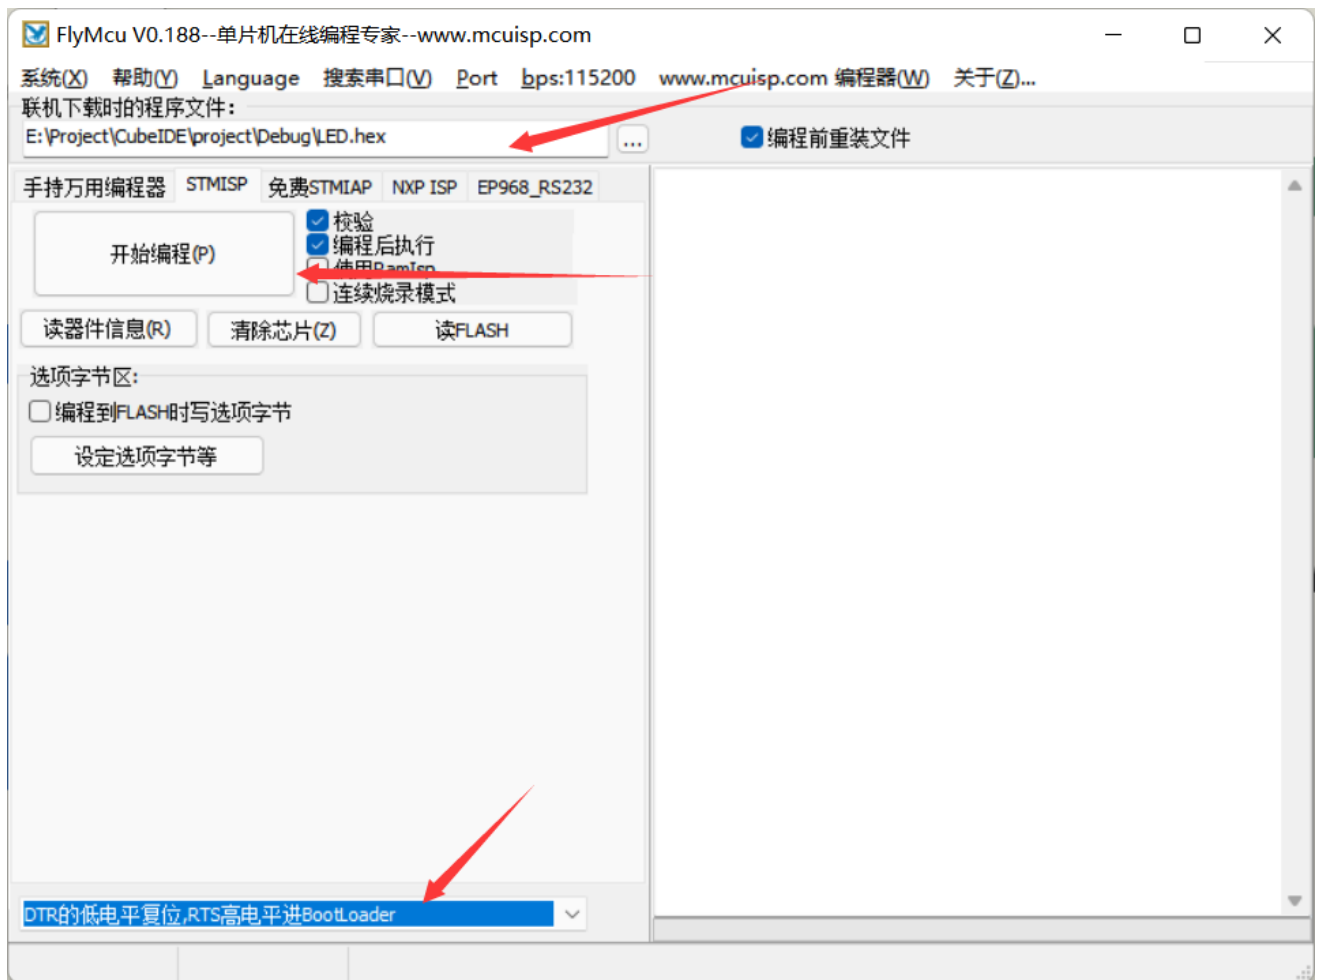 FlyMcu V0.188--单片机在线编程专家--www.mcuisp.com
系统(X) 帮助(Y) Language 搜索串口(V) Port bps:115200 www.mcuisp.com 编程器(W) 关于(Z)...
联机下载时的程序文件:
E:\Project\CubeIDE\project\Debug\LED.hex ... 编程前重装文件
手持万用编程器 STMISP 免费STMIAP NXP ISP EP968_RS232
开始编程(P)
校验
编程后执行
使用RamIsp
连续烧录模式
读器件信息(R) 清除芯片(Z) 读FLASH
选项字节区:
编程到FLASH时写选项字节
设定选项字节等
DTR的低电平复位,RTS高电平进BootLoader